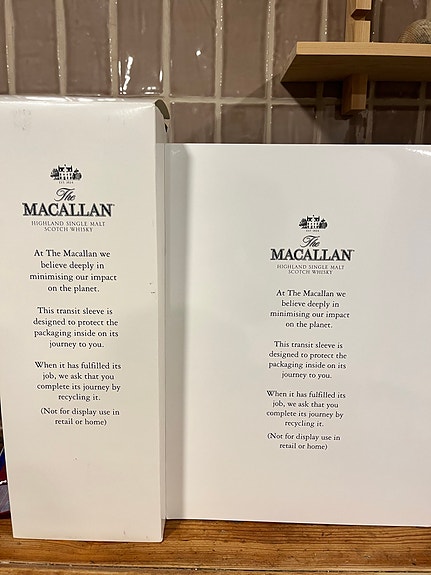 EST. 1824
The
MACALLAN
HIGHLAND SINGLE MALT
SCOTCH WHISKY
At The Macallan we
believe deeply in
minimising our impact
on the planet.
This transit sleeve is
designed to protect the
packaging inside on its
journey to you.
When it has fulfilled its
job, we ask that you
complete its journey by
recycling it.
(Not for display use in
retail or home)
EST. 1824
The
MACALLAN
HIGHLAND SINGLE MALT
SCOTCH WHISKY
At The Macallan we
believe deeply in
minimising our impact
on the planet.
This transit sleeve is
designed to protect the
packaging inside on its
journey to you.
When it has fulfilled its
job, we ask that you
complete its journey by
recycling it.
(Not for display use in
retail or home)